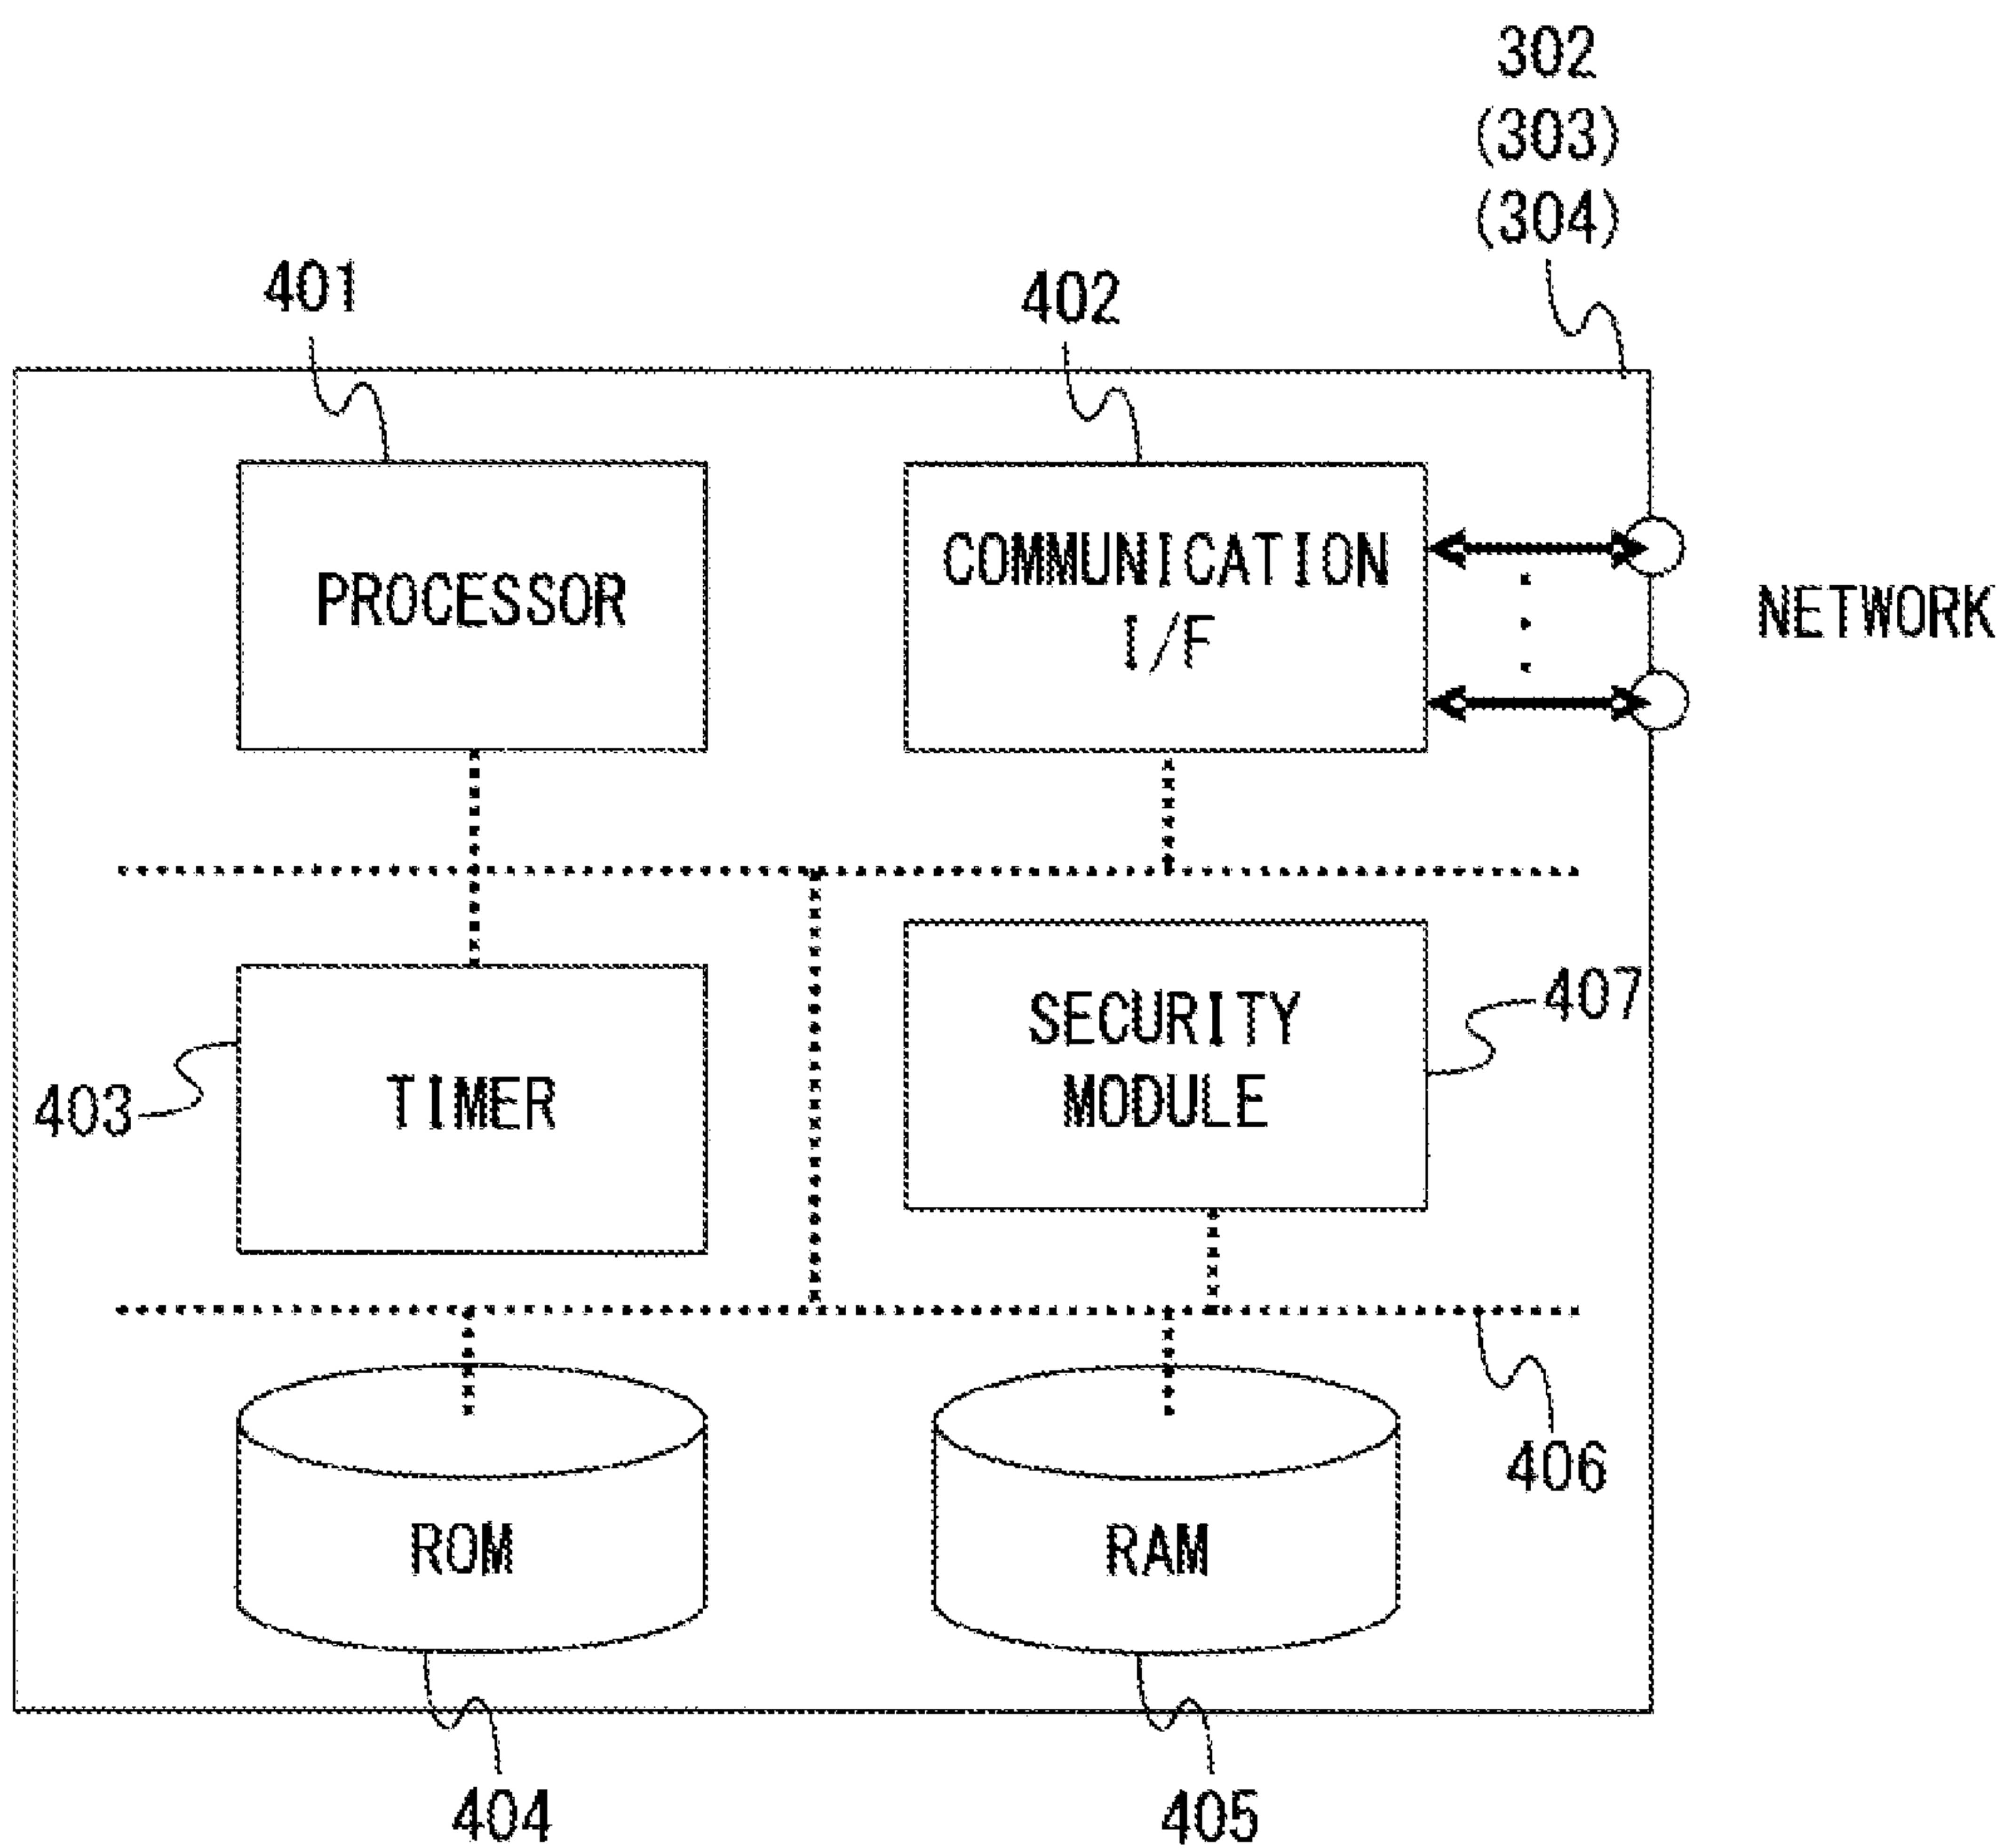 302
(303)
(304)
401
402
PROCESSOR
COMMUNICATION
I/F
NETWORK
403
TIMER
SECURITY
MODULE
407
406
ROM
RAM
404
405